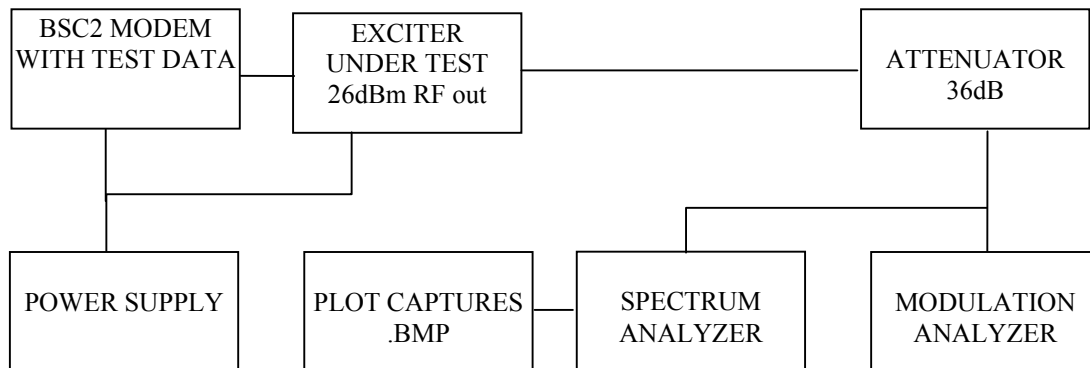 BSC2 MODEM
WITH TEST DATA
EXCITER
UNDER TEST
26dBm RF out
ATTENUATOR
36dB
POWER SUPPLY
PLOT CAPTURES
.BMP
SPECTRUM
ANALYZER
MODULATION
ANALYZER